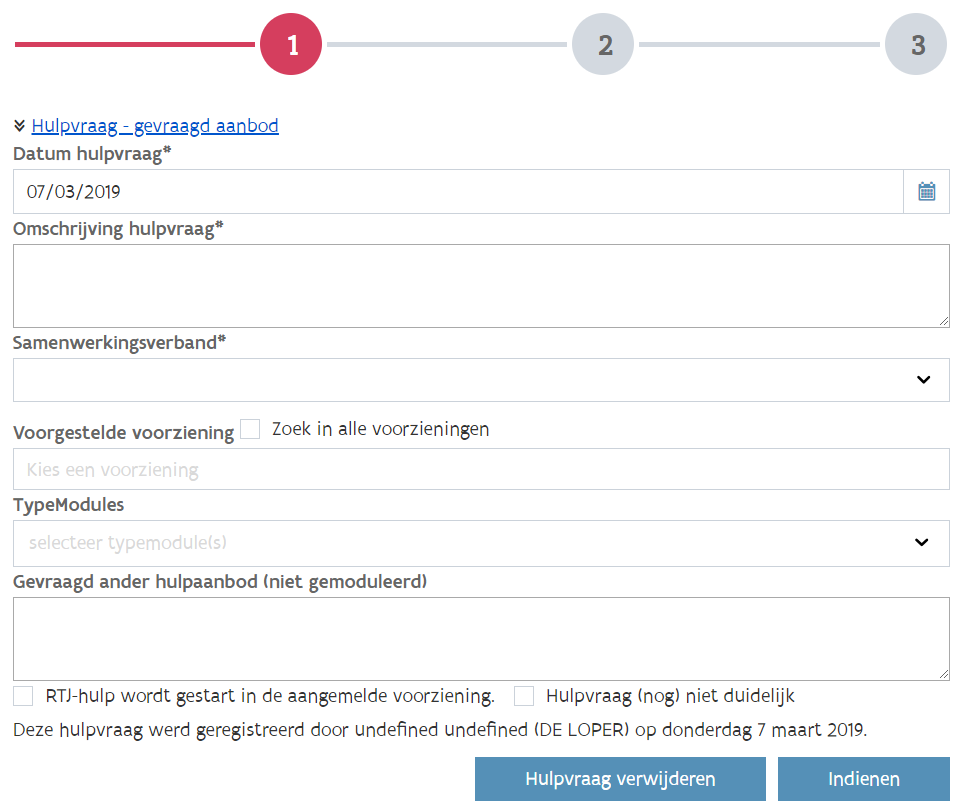 1 2 3
Hulpvraag - gevraagd aanbod
Datum hulpvraag*
07/03/2019
Omschrijving hulpvraag*
Samenwerkingsverband*
Voorgestelde voorziening Zoek in alle voorzieningen
Kies een voorziening
TypeModules
selecteer typemodule(s)
Gevraagd ander hulpaanbod (niet gemoduleerd)
RTJ-hulp wordt gestart in de aangemelde voorziening. Hulpvraag (nog) niet duidelijk
Deze hulpvraag werd geregistreerd door undefined undefined (DE LOPER) op donderdag 7 maart 2019.
Hulpvraag verwijderen Indienen